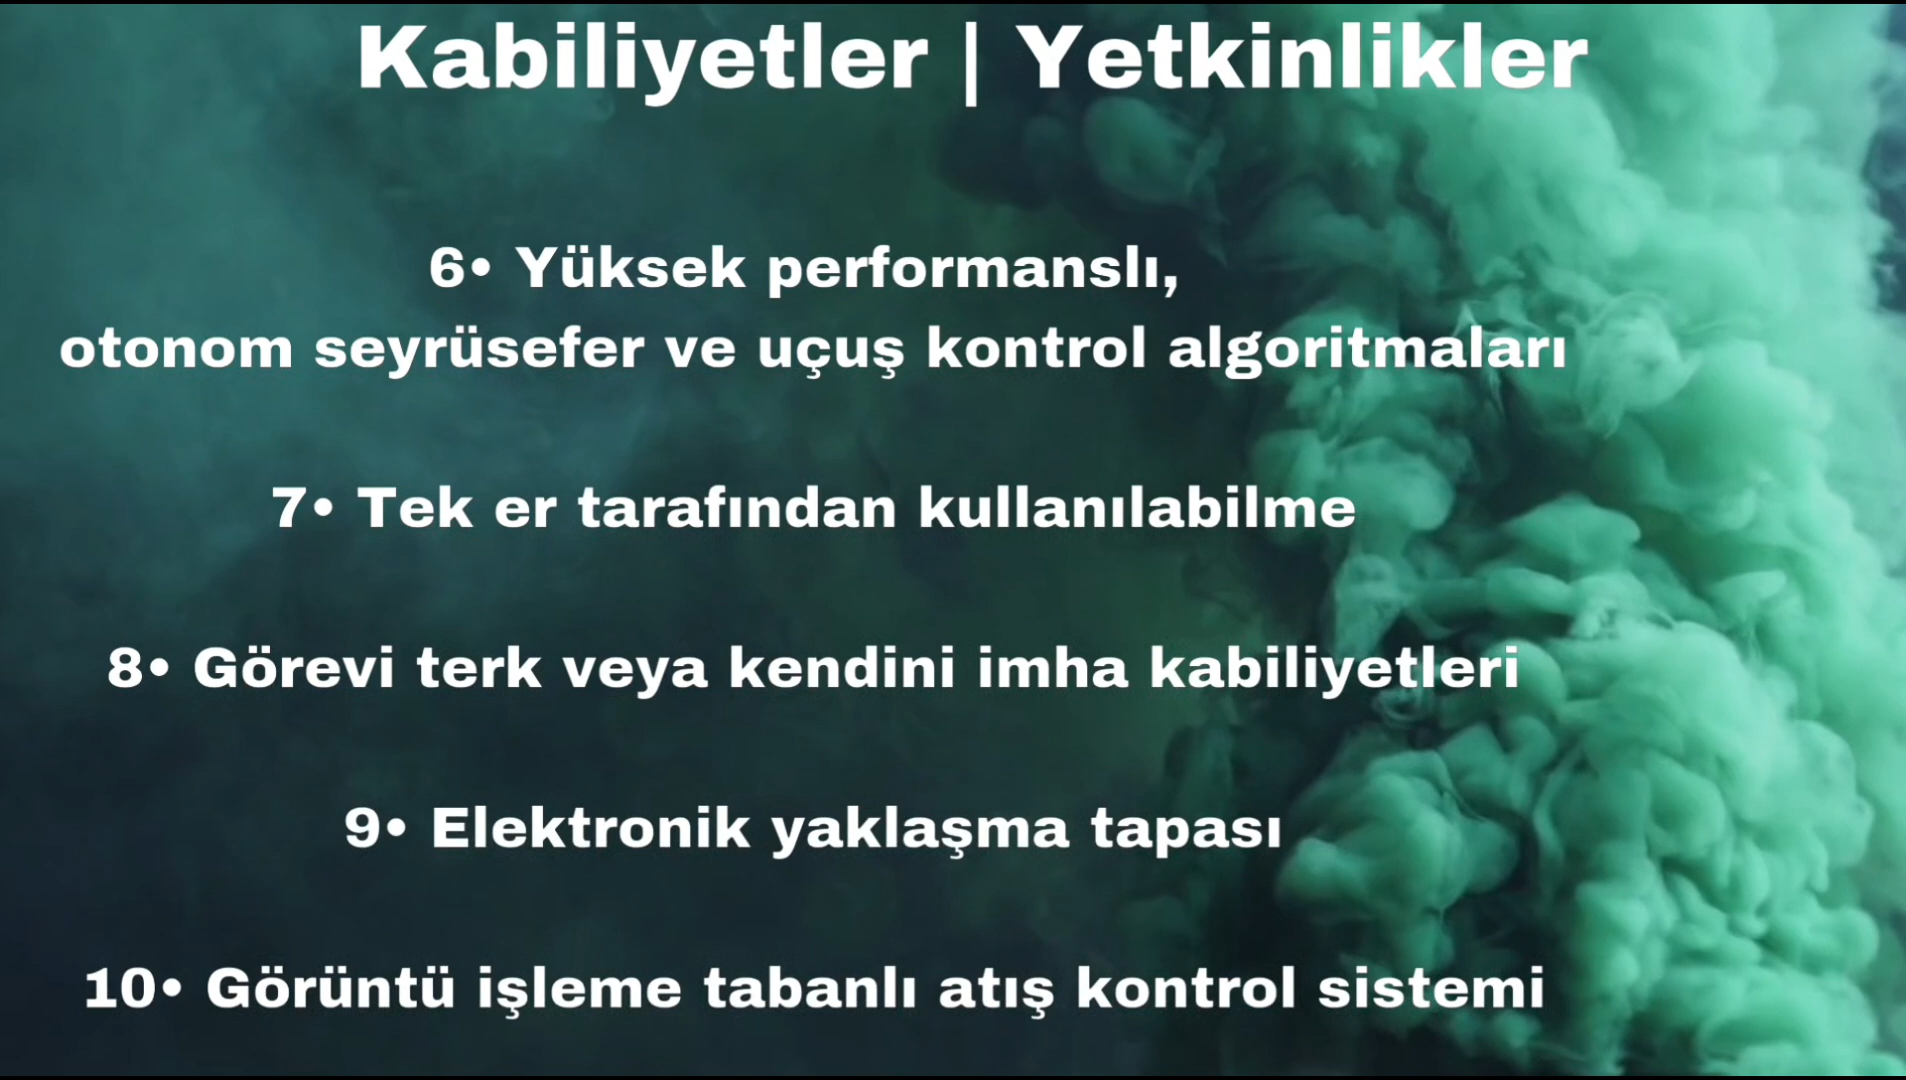 Kabiliyetler | Yetkinlikler
6• Yüksek performanslı,
otonom seyrüsefer ve uçuş kontrol algoritmaları
7• Tek er tarafından kullanılabilme
8• Görevi terk veya kendini imha kabiliyetleri
9• Elektronik yaklaşma tapası
10• Görüntü işleme tabanlı atış kontrol sistemi